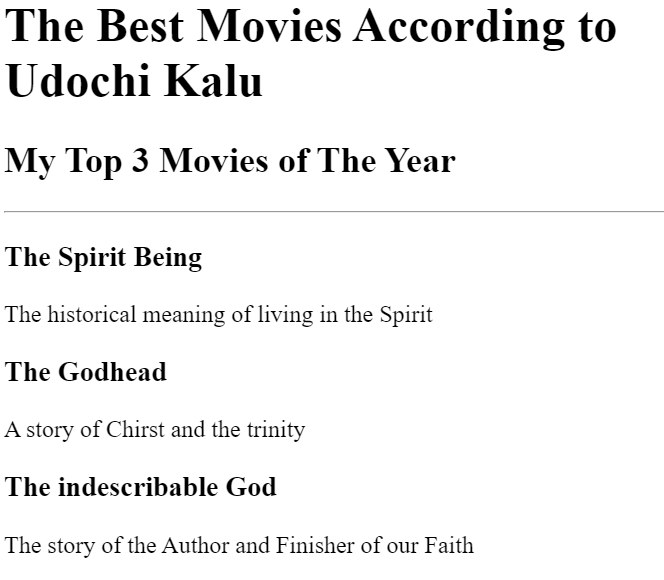 The Best Movies According to
Udochi Kalu
My Top 3 Movies of The Year
The Spirit Being
The historical meaning of living in the Spirit
The Godhead
A story of Chirst and the trinity
The indescribable God
The story of the Author and Finisher of our Faith